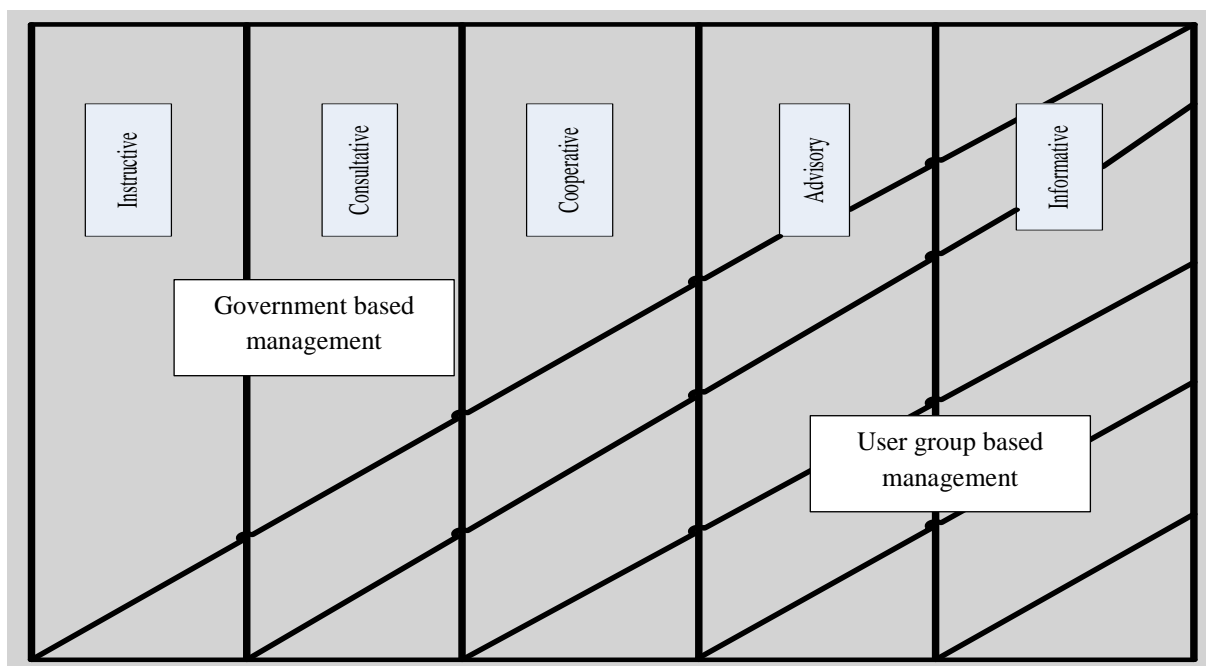 Instructive
Consultative
Cooperative
Advisory
Informative
Government based
management
User group based
management